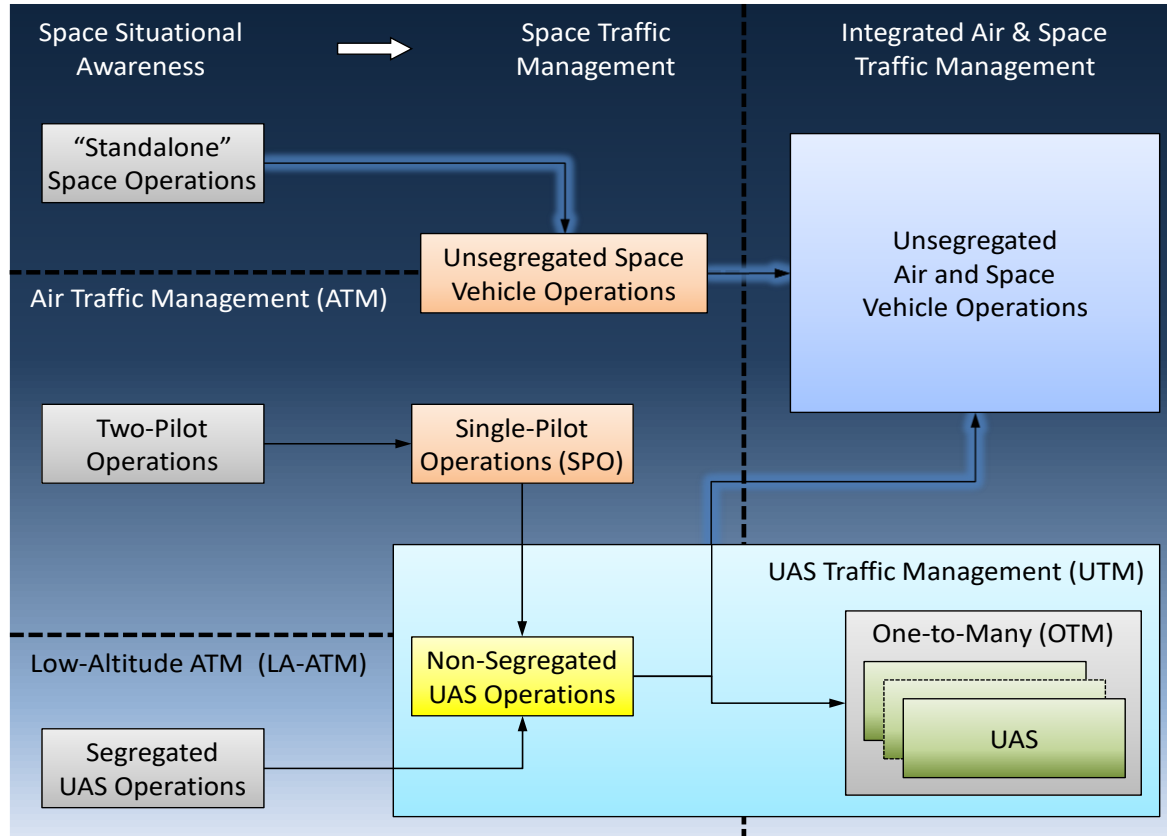 Space Situational
Awareness
Space Traffic
Management
Integrated Air & Space
Traffic Management
“Standalone”
Space Operations
Unsegregated Space
Vehicle Operations
Unsegregated
Air and Space
Vehicle Operations
Air Traffic Management (ATM)
Two-Pilot
Operations
Single-Pilot
Operations (SPO)
UAS Traffic Management (UTM)
Low-Altitude ATM (LA-ATM)
Non-Segregated
UAS Operations
One-to-Many (OTM)
UAS
Segregated
UAS Operations